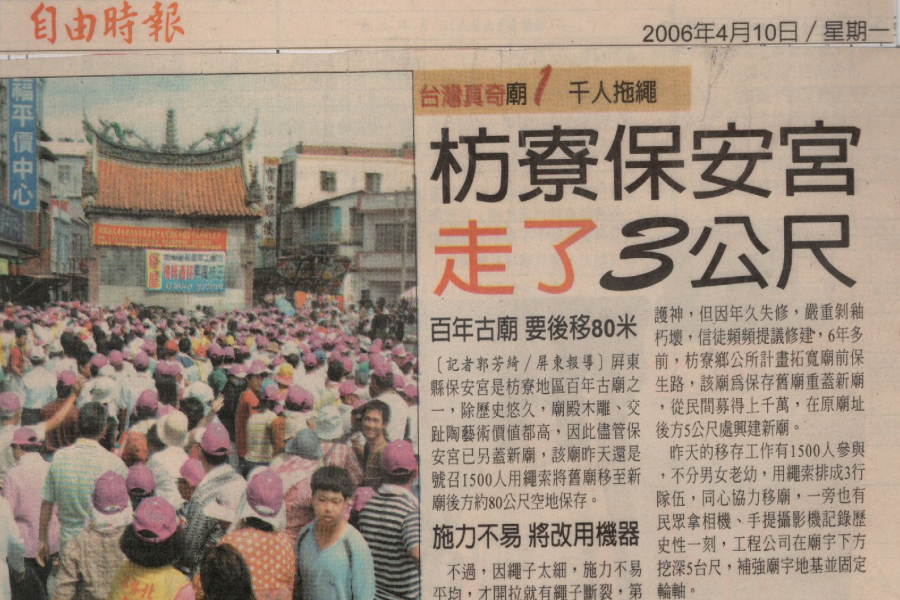 自由時報
2006年4月10日／星期一
台灣真奇廟1 千人拖繩
枋寮保安宮
走了3公尺
百年古廟 要後移80米
〔記者郭芳綺／屏東報導〕屏東
縣保安宮是枋寮地區百年古廟之
一，除歷史悠久，廟殿木雕、交
趾陶藝術價值都高，因此儘管保
安宮已另蓋新廟，該廟昨天還是
號召1500人用繩索將舊廟移至新
廟後方約80公尺空地保存。
施力不易 將改用機器
不過，因繩子太細，施力不易
平均，才開拉就有繩子斷裂，第
護神，但因年久失修，嚴重剝釉
朽壞，信徒頻頻提議修建，6年多
前，枋寮鄉公所計畫拓寬廟前保
生路，該廟為保存舊廟重蓋新廟
，從民間募得上千萬，在原廟址
後方5公尺處興建新廟。
昨天的移存工作有1500人參與
，不分男女老幼，用繩索排成3行
隊伍，同心協力移廟，一旁也有
民眾拿相機、手提攝影機記錄歷
史性一刻，工程公司在廟宇下方
挖深5台尺，補強廟宇地基並固定
輪軸。
福平價中心